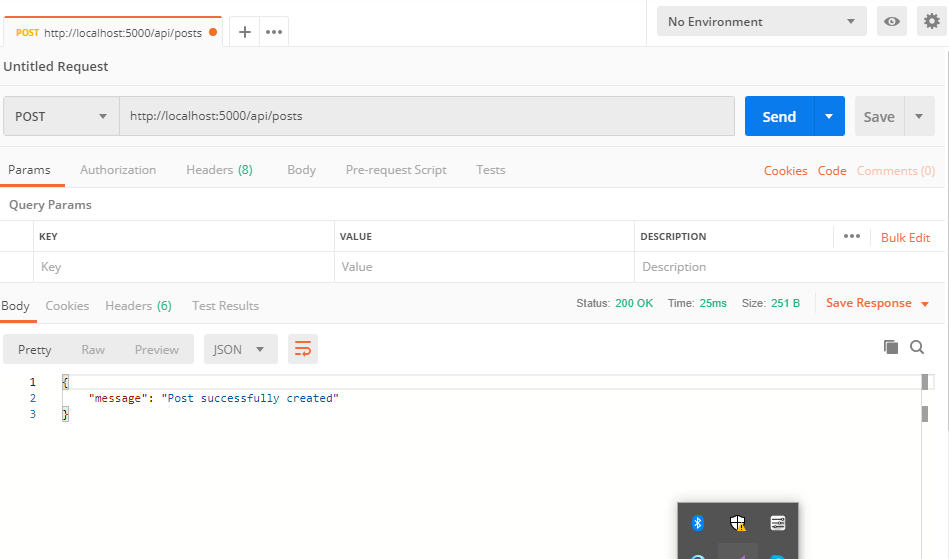 POST http://localhost:5000/api/posts
No Environment
Untitled Request
POST http://localhost:5000/api/posts Send Save
Params Authorization Headers (8) Body Pre-request Script Tests Cookies Code Comments (0)
Query Params
KEY VALUE DESCRIPTION Bulk Edit
Key Value Description
Body Cookies Headers (6) Test Results Status: 200 OK Time: 25ms Size: 251 B Save Response
Pretty Raw Preview JSON
1 {
2 "message": "Post successfully created"
3 }